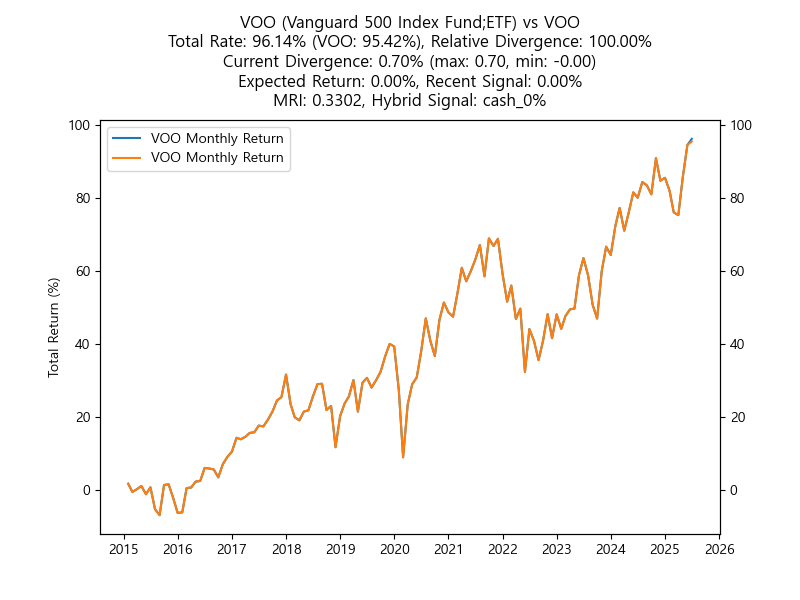 VOO (Vanguard 500 Index Fund;ETF) vs VOO
Total Rate: 96.14% (VOO: 95.42%), Relative Divergence: 100.00%
Current Divergence: 0.70% (max: 0.70, min: -0.00)
Expected Return: 0.00%, Recent Signal: 0.00%
MRI: 0.3302, Hybrid Signal: cash_0%
VOO Monthly Return
VOO Monthly Return
Total Return (%)
100
80
60
40
20
0
100
80
60
40
20
0
2015 2016 2017 2018 2019 2020 2021 2022 2023 2024 2025 2026